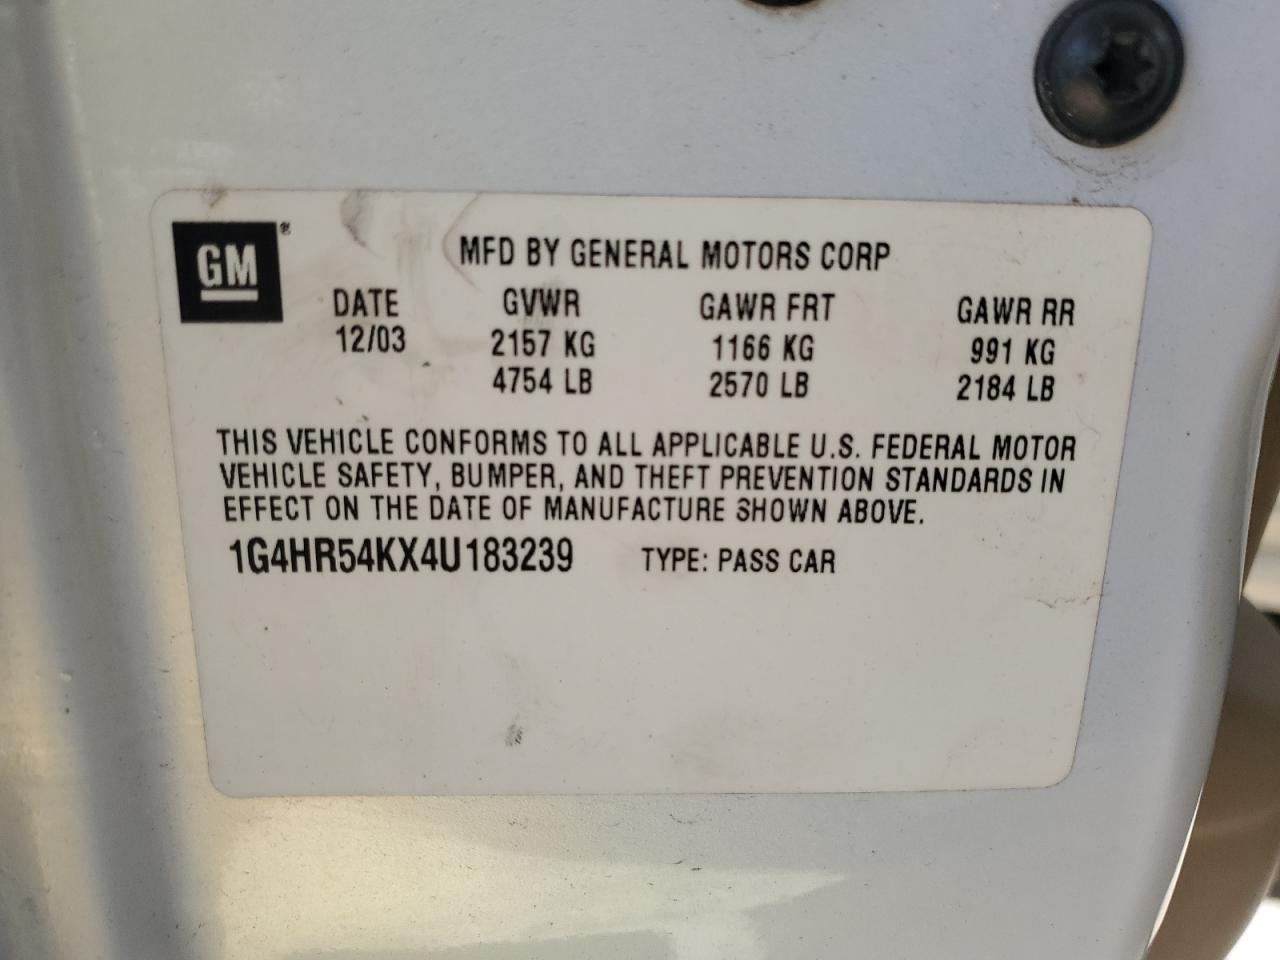 GM®
MFD BY GENERAL MOTORS CORP
DATE GVWR GAWR FRT GAWR RR
12/03 2157 KG 1166 KG 991 KG
4754 LB 2570 LB 2184 LB
THIS VEHICLE CONFORMS TO ALL APPLICABLE U.S. FEDERAL MOTOR
VEHICLE SAFETY, BUMPER, AND THEFT PREVENTION STANDARDS IN
EFFECT ON THE DATE OF MANUFACTURE SHOWN ABOVE.
1G4HR54KX4U183239 TYPE: PASS CAR